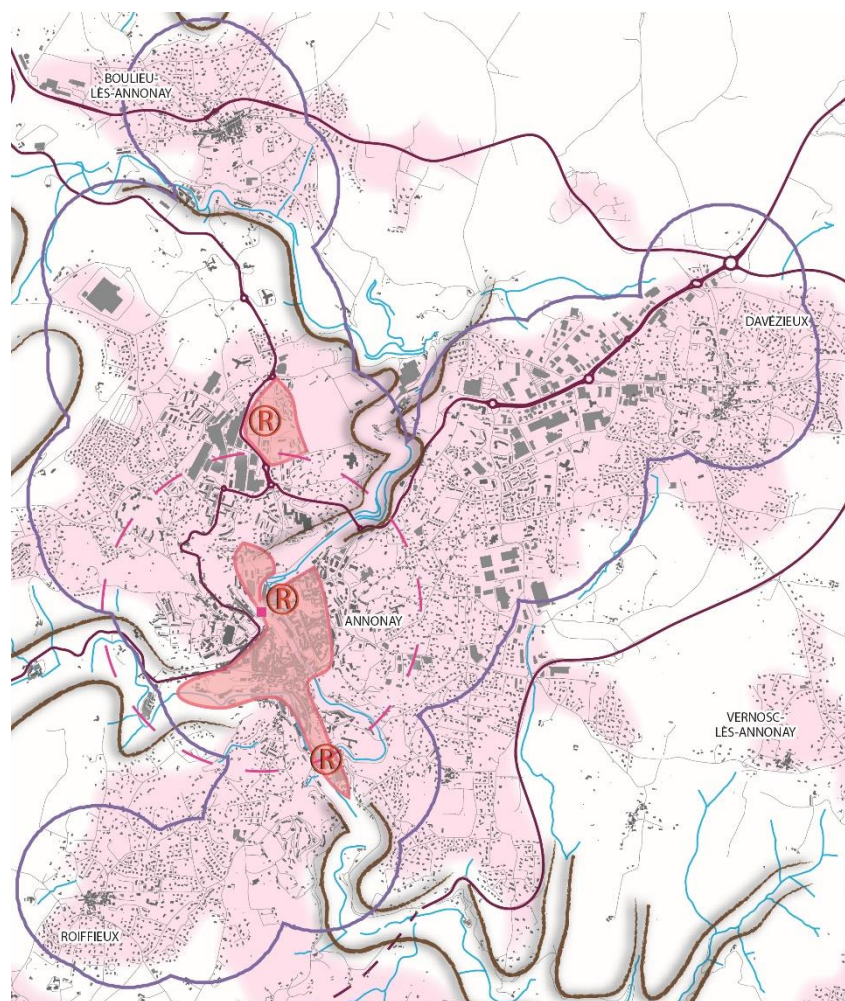 BOULIEU-
LÈS-ANNONAY
DAVÉZIEUX
®
®
ANNONAY
VERNOSC-
LÈS-ANNONAY
®
ROIFFIEUX